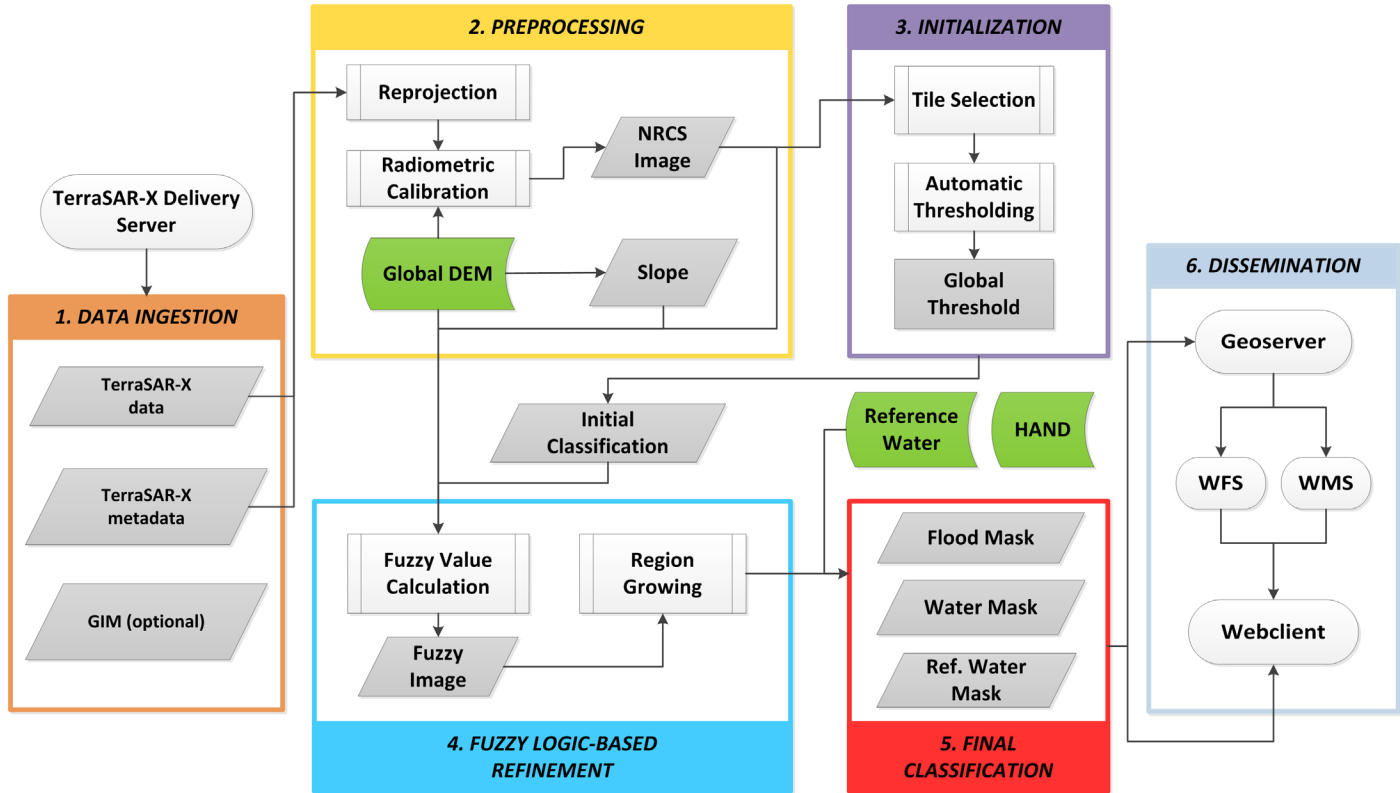 TerraSAR-X Delivery
Server
1. DATA INGESTION
TerraSAR-X
data
TerraSAR-X
metadata
GIM (optional)
2. PREPROCESSING
Reprojection
Radiometric
Calibration
NRCS
Image
Global DEM
Slope
3. INITIALIZATION
Tile Selection
Automatic
Thresholding
Global
Threshold
Initial
Classification
Reference
Water
HAND
Fuzzy Value
Calculation
Fuzzy
Image
Region
Growing
4. FUZZY LOGIC-BASED
REFINEMENT
Flood Mask
Water Mask
Ref. Water
Mask
5. FINAL
CLASSIFICATION
6. DISSEMINATION
Geoserver
WFS
WMS
Webclient